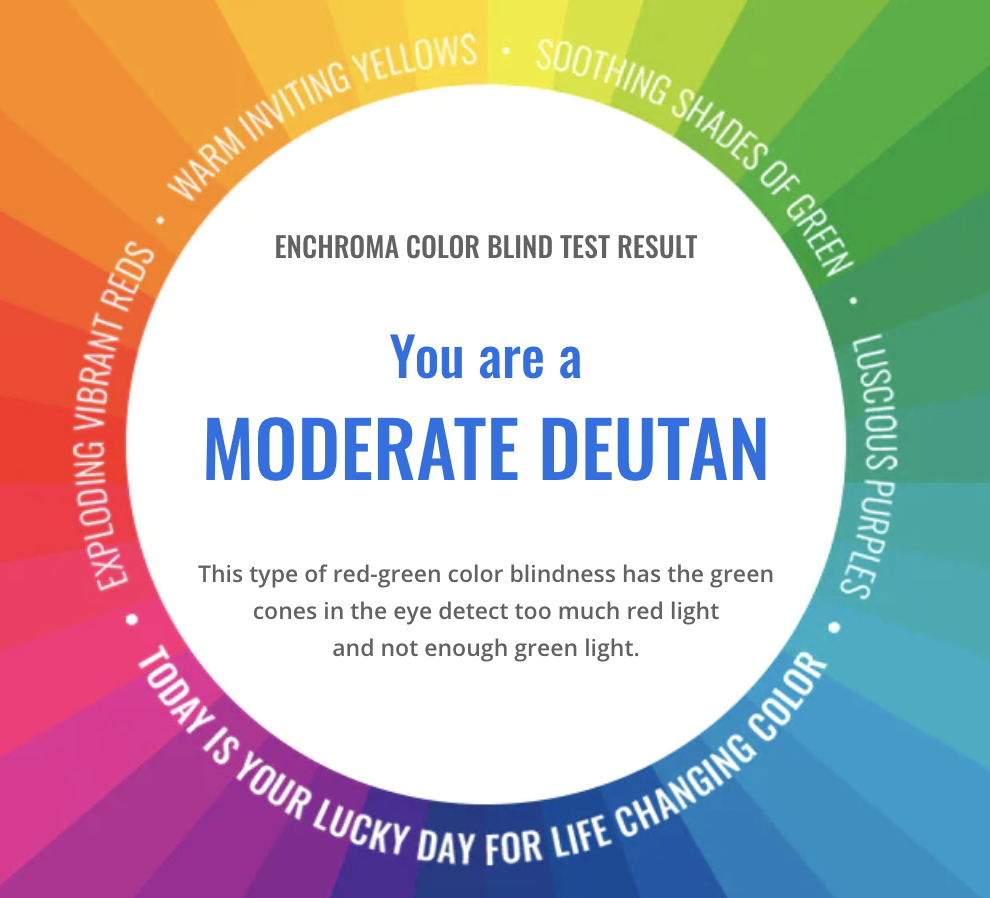 WARM INVITING YELLOWS • SOOTHING SHADES OF GREEN •
EXPLODING VIBRANT REDS •
LUSCIOUS PURPLES •
ENCHROMA COLOR BLIND TEST RESULT
You are a
MODERATE DEUTAN
This type of red-green color blindness has the green
cones in the eye detect too much red light
and not enough green light.
• TODAY IS YOUR LUCKY DAY FOR LIFE CHANGING COLOR